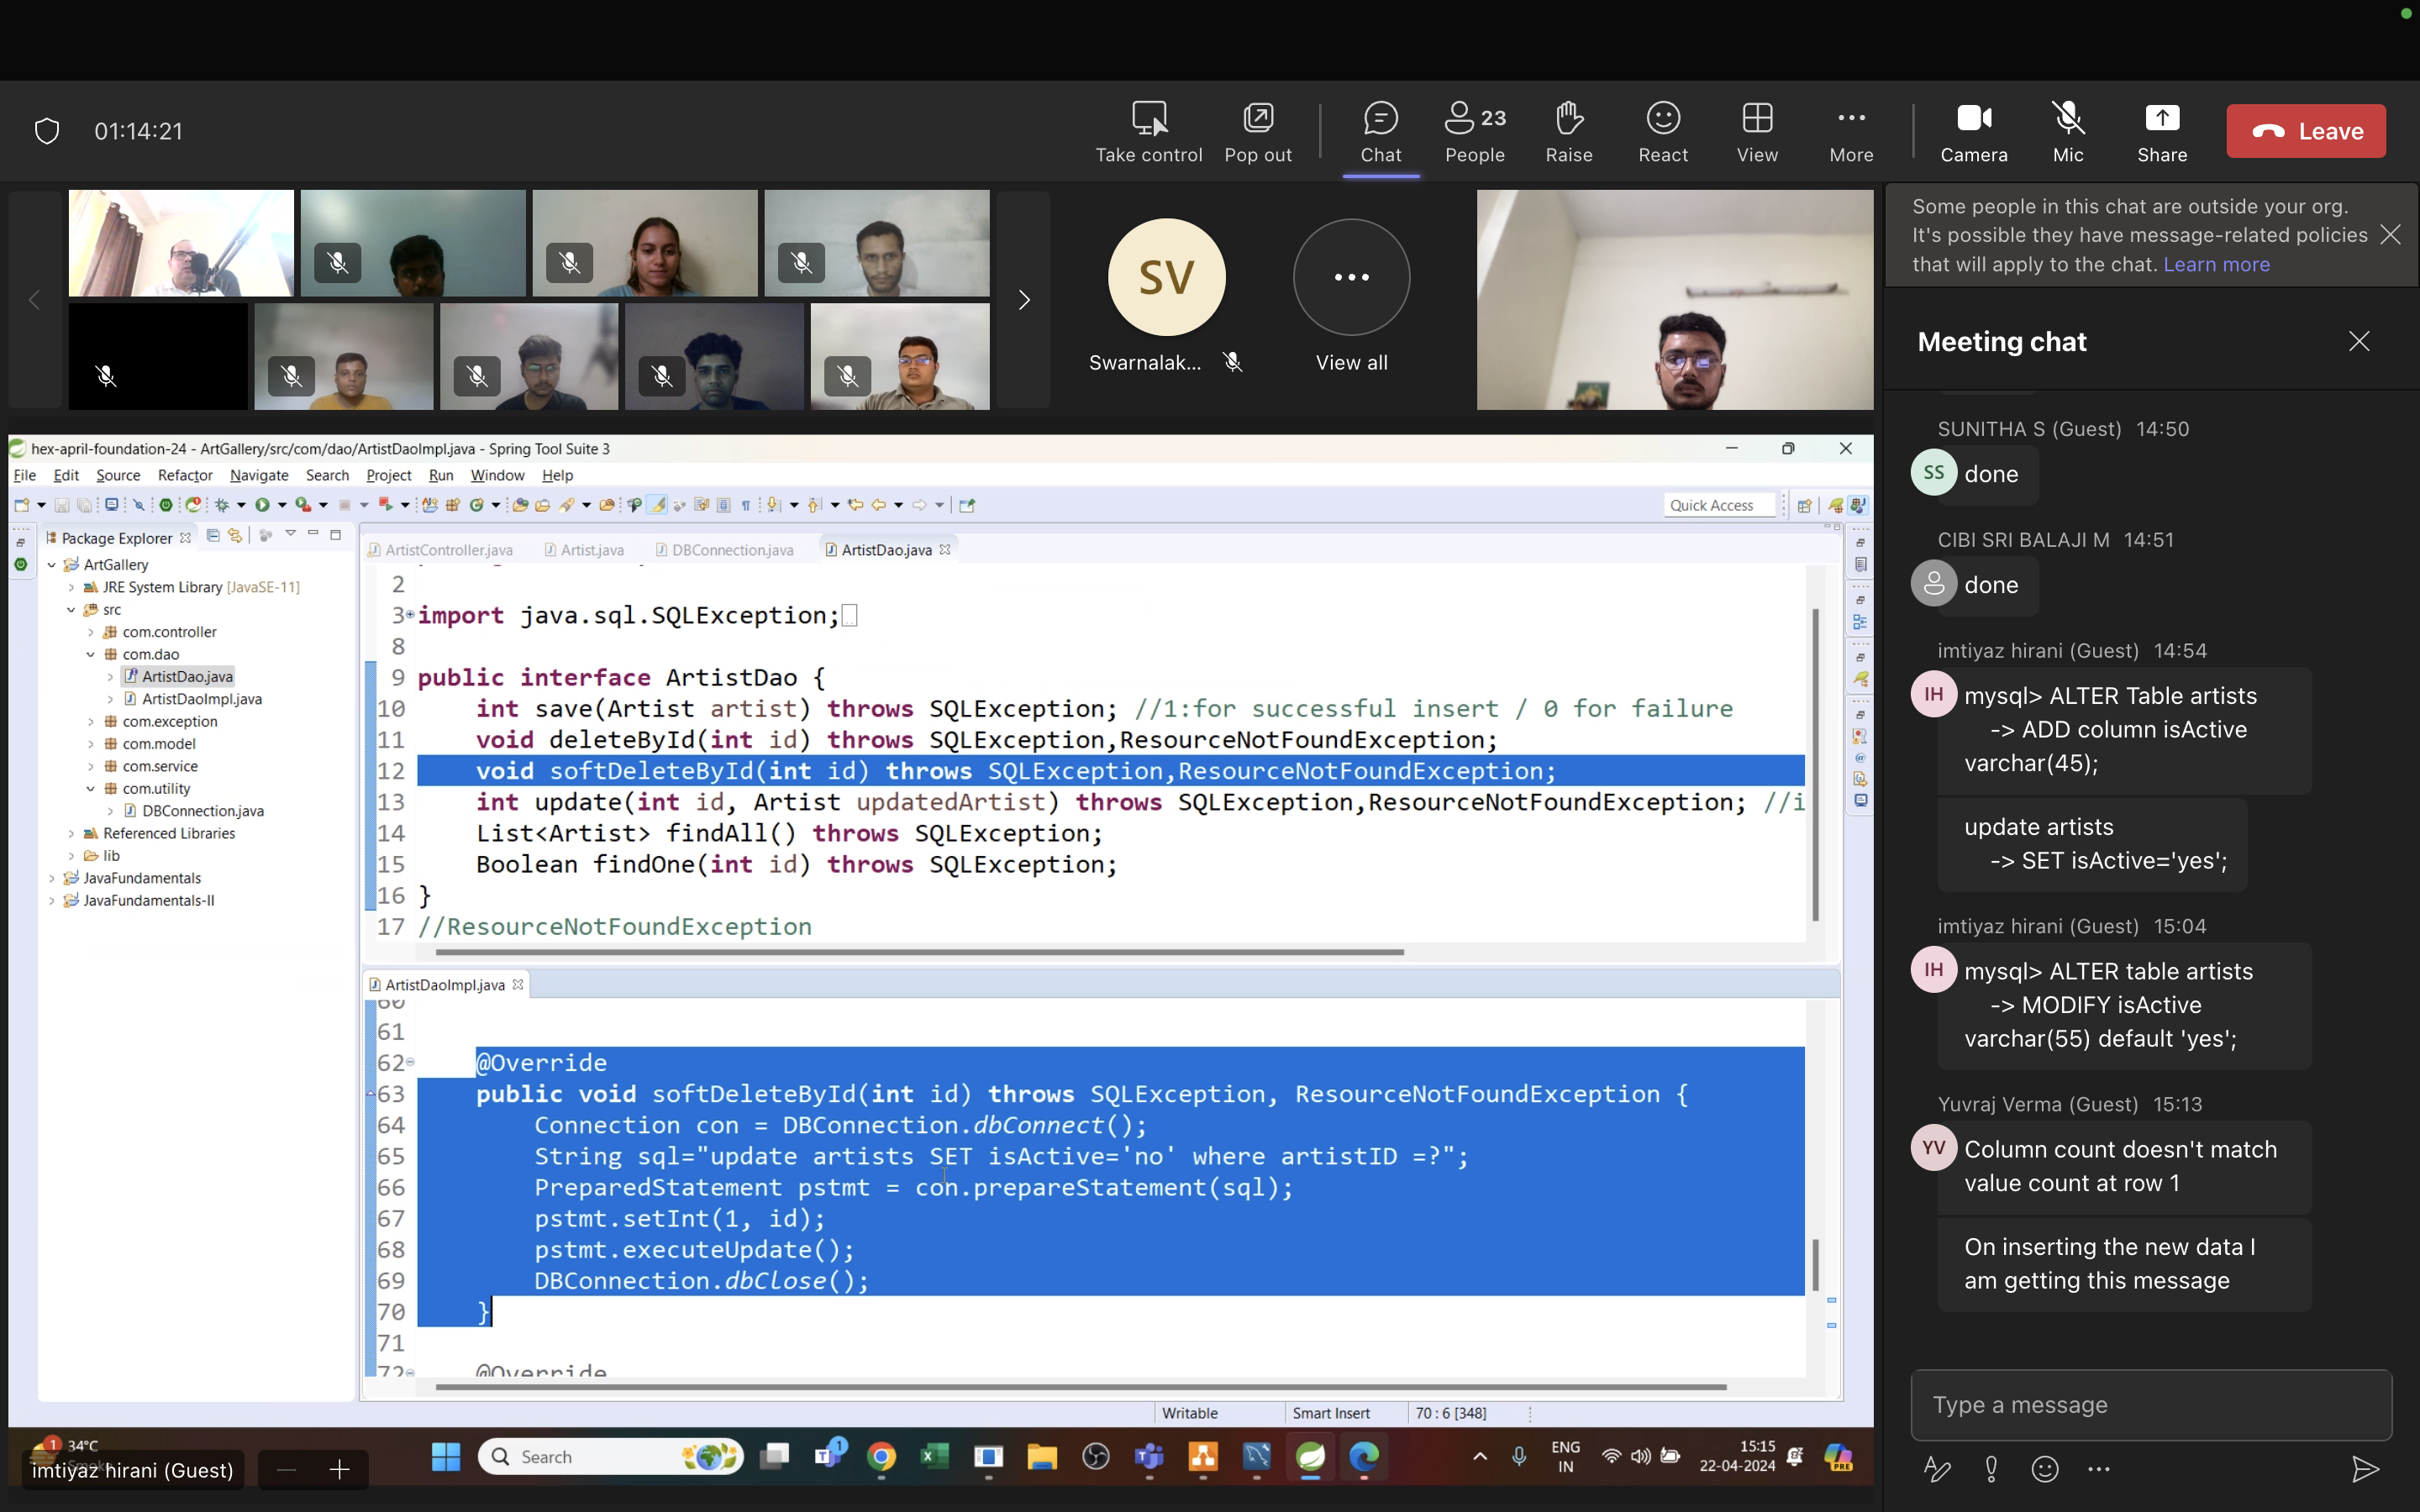 01:14:21
Take control
Pop out
Chat
People
23
Raise
React
View
More
Camera
Mic
Share
Leave
SV
Swarnalak...
View all
Some people in this chat are outside your org.
It's possible they have message-related policies
that will apply to the chat. Learn more
Meeting chat
SUNITHA S (Guest) 14:50
SS
done
CIBI SRI BALAJI M 14:51
done
imtiyaz hirani (Guest) 14:54
IH
mysql> ALTER Table artists
-> ADD column isActive
varchar(45);
update artists
-> SET isActive='yes';
imtiyaz hirani (Guest) 15:04
IH
mysql> ALTER table artists
-> MODIFY isActive
varchar(55) default 'yes';
Yuvraj Verma (Guest) 15:13
YV
Column count doesn't match
value count at row 1
On inserting the new data I
am getting this message
Type a message
hex-april-foundation-24 - ArtGallery/src/com/dao/ArtistDaoImpl.java - Spring Tool Suite 3
File Edit Source Refactor Navigate Search Project Run Window Help
Quick Access
Package Explorer
ArtGallery
JRE System Library [JavaSE-11]
src
com.controller
com.dao
ArtistDao.java
ArtistDaoImpl.java
com.exception
com.model
com.service
com.utility
DBConnection.java
Referenced Libraries
lib
JavaFundamentals
JavaFundamentals-II
ArtistController.java
Artist.java
DBConnection.java
ArtistDao.java
2
3 import java.sql.SQLException;
8
9 public interface ArtistDao {
10 int save(Artist artist) throws SQLException; //1:for successful insert / 0 for failure
11 void deleteById(int id) throws SQLException,ResourceNotFoundException;
12 void softDeleteById(int id) throws SQLException,ResourceNotFoundException;
13 int update(int id, Artist updatedArtist) throws SQLException,ResourceNotFoundException; //i
14 List<Artist> findAll() throws SQLException;
15 Boolean findOne(int id) throws SQLException;
16 }
17 //ResourceNotFoundException
ArtistDaoImpl.java
60
61
62 @Override
63 public void softDeleteById(int id) throws SQLException, ResourceNotFoundException {
64 Connection con = DBConnection.dbConnect();
65 String sql="update artists SET isActive='no' where artistID =?";
66 PreparedStatement pstmt = con.prepareStatement(sql);
67 pstmt.setInt(1, id);
68 pstmt.executeUpdate();
69 DBConnection.dbClose();
70 }
71
72 @Override
Writable
Smart Insert
70 : 6 [348]
1
34°C
imtiyaz hirani (Guest)
Search
1
ENG
IN
15:15
22-04-2024
PRE